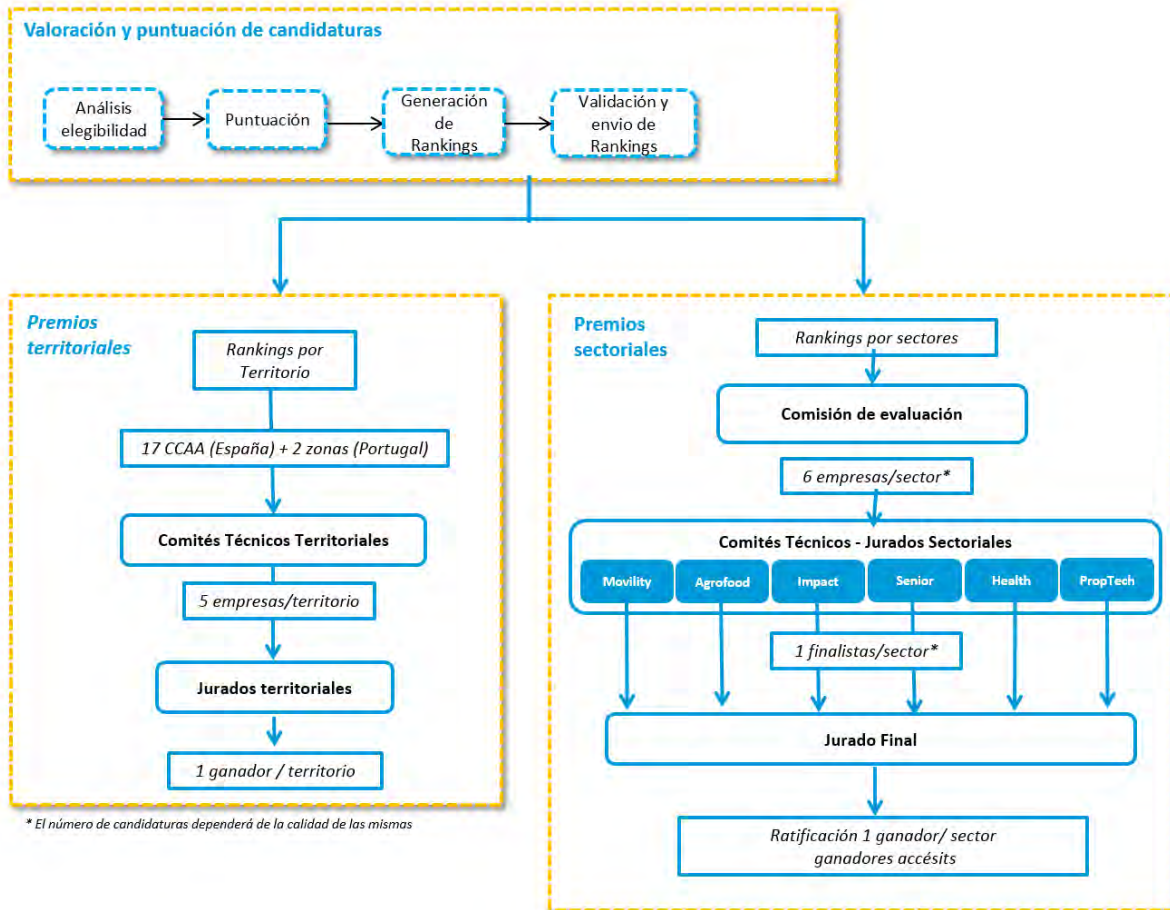 Valoración y puntuación de candidaturas
Análisis
elegibilidad
Puntuación
Generación
de
Rankings
Validación y
envio de
Rankings
Premios
territoriales
Rankings por
Territorio
17 CCAA (España) + 2 zonas (Portugal)
Comités Técnicos Territoriales
5 empresas/territorio
Jurados territoriales
1 ganador / territorio
* El número de candidaturas dependerá de la calidad de las mismas
Premios
sectoriales
Rankings por sectores
Comisión de evaluación
6 empresas/sector*
Comités Técnicos - Jurados Sectoriales
Movility
Agrofood
Impact
Senior
Health
PropTech
1 finalistas/sector*
Jurado Final
Ratificación 1 ganador/ sector
ganadores accésits